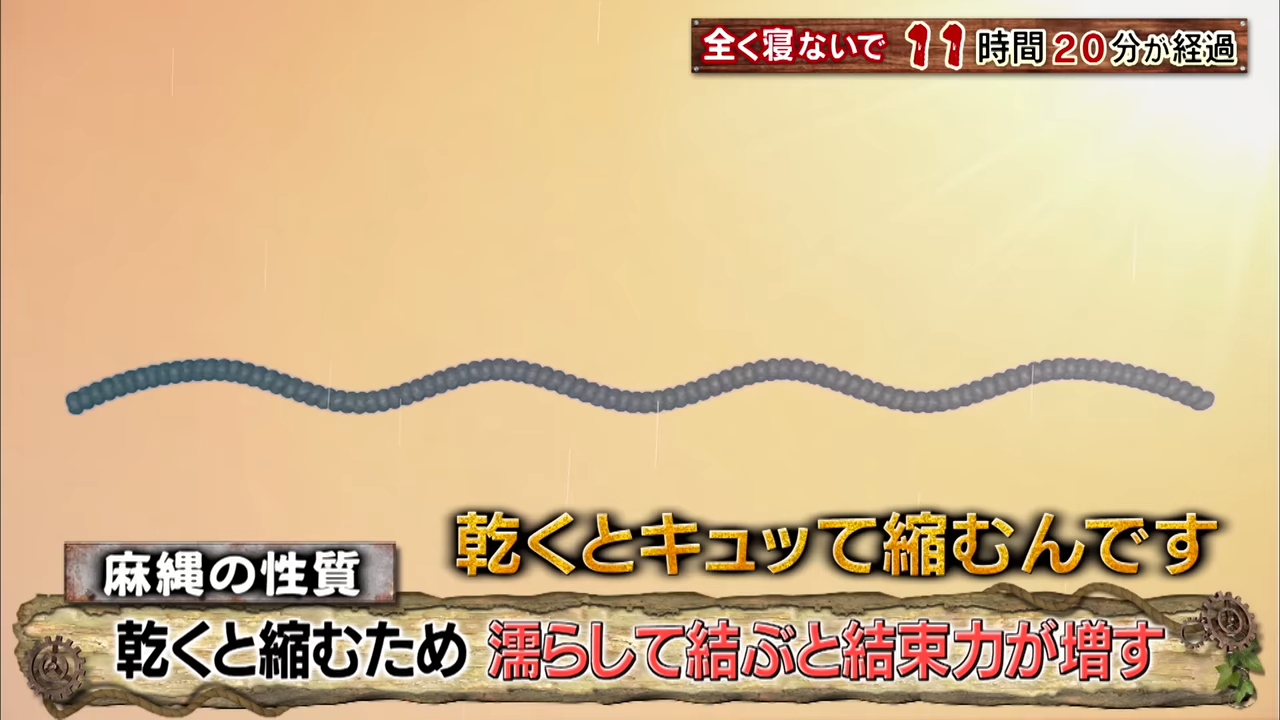 全く寝ないで 11時間20分が経過
乾くとキュッて縮むんです
麻縄の性質
乾くと縮むため 濡らして結ぶと結束力が増す